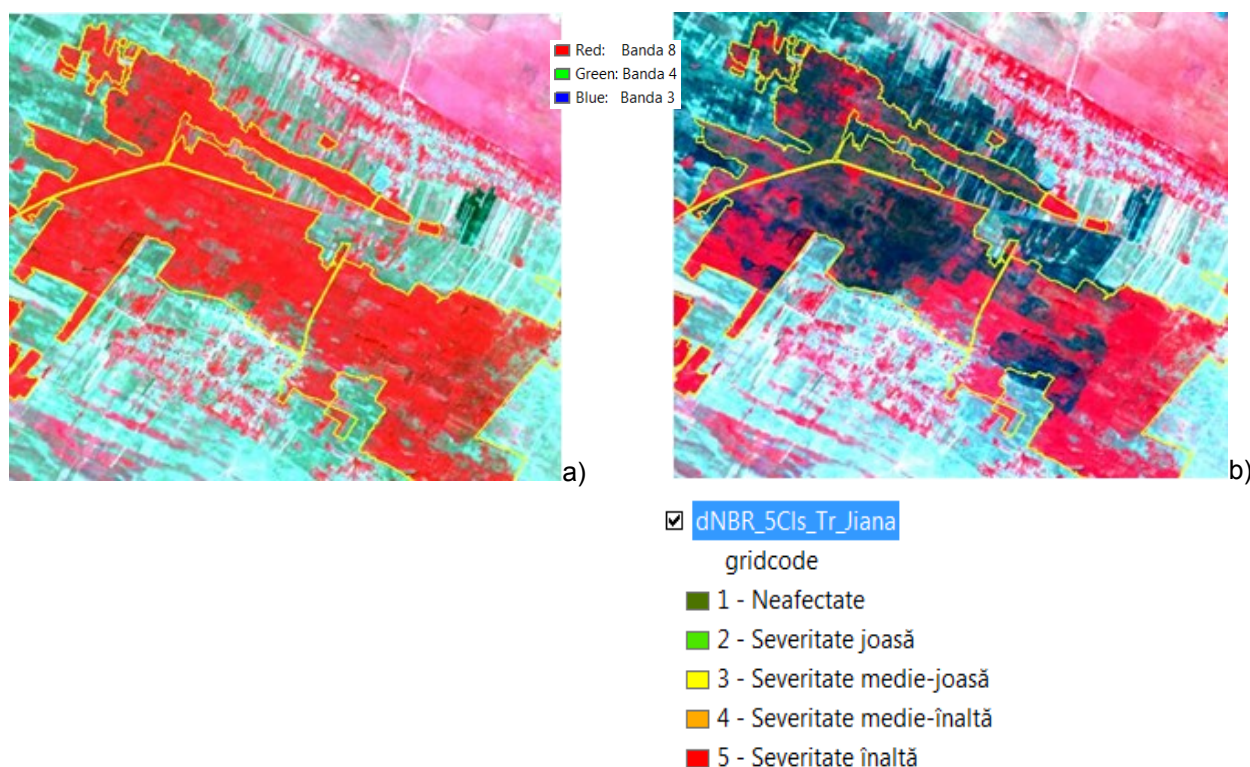 Red: Banda 8
Green: Banda 4
Blue: Banda 3
a)
b)
dNBR_5Cls_Tr_Jiana
gridcode
1 - Neafectate
2 - Severitate joasă
3 - Severitate medie-joasă
4 - Severitate medie-înaltă
5 - Severitate înaltă